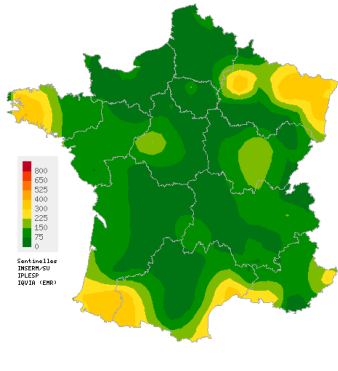 800
650
525
400
300
225
150
75
0
Sentinelles
INSERM/SU
IPLESP
IQVIA (EMR)